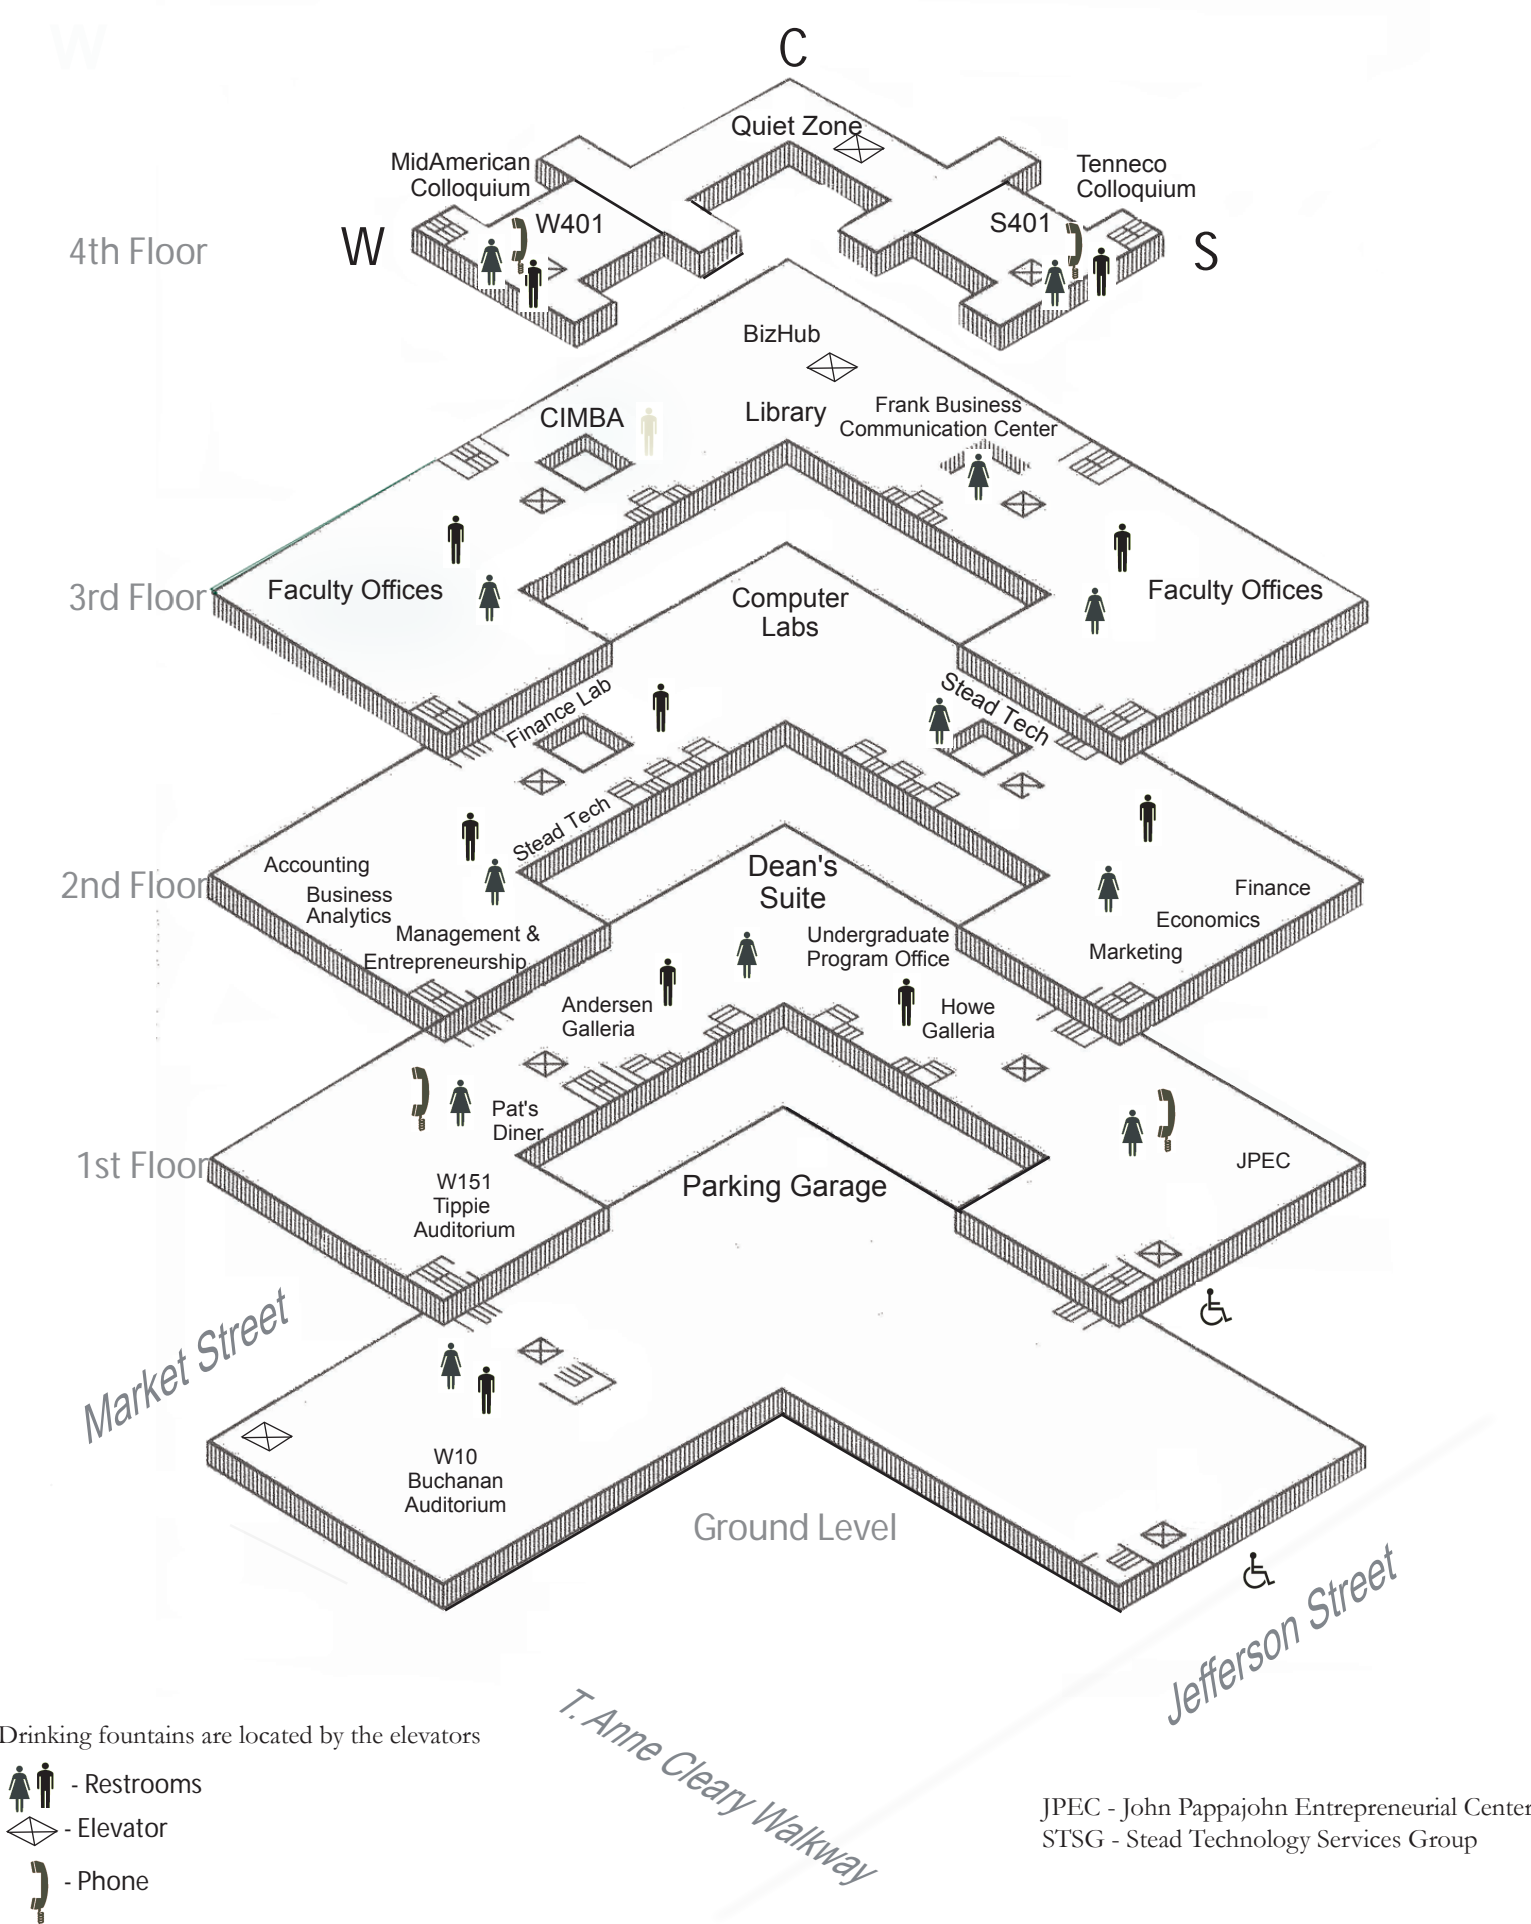 C
Quiet Zone
MidAmerican
Colloquium
Tenneco
Colloquium
W401
S401
W
S
4th Floor
BizHub
CIMBA
Library
Frank Business
Communication Center
3rd Floor
Faculty Offices
Faculty Offices
Computer
Labs
Finance Lab
Stead Tech
Stead Tech
2nd Floor
Accounting
Business
Analytics
Management &
Entrepreneurship
Finance
Economics
Marketing
Dean's
Suite
Undergraduate
Program Office
Andersen
Galleria
Howe
Galleria
Pat's
Diner
1st Floor
JPEC
W151
Tippie
Auditorium
Parking Garage
Market Street
W10
Buchanan
Auditorium
Ground Level
Jefferson Street
T. Anne Cleary Walkway
Drinking fountains are located by the elevators
- Restrooms
- Elevator
- Phone
JPEC - John Pappajohn Entrepreneurial Center
STSG - Stead Technology Services Group